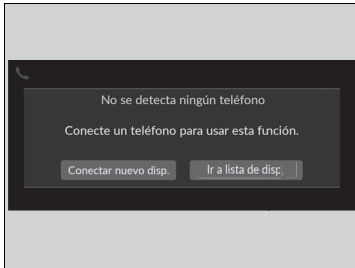 No se detecta ningún teléfono
Conecte un teléfono para usar esta función.
Conectar nuevo disp.
Ir a lista de disp